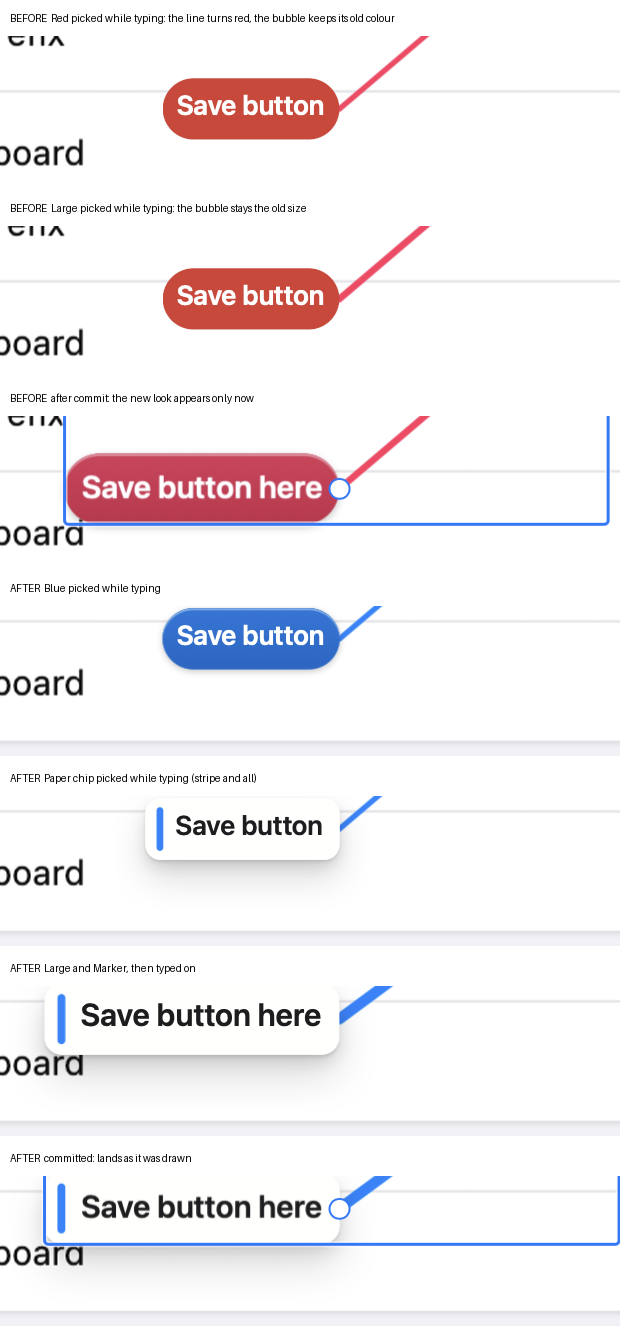 BEFORE Red picked while typing: the line turns red, the bubble keeps its old colour
Save button
board
BEFORE Large picked while typing: the bubble stays the old size
Save button
board
BEFORE after commit: the new look appears only now
Save button here
board
AFTER Blue picked while typing
Save button
board
AFTER Paper chip picked while typing (stripe and all)
Save button
board
AFTER Large and Marker, then typed on
Save button here
board
AFTER committed: lands as it was drawn
Save button here
board